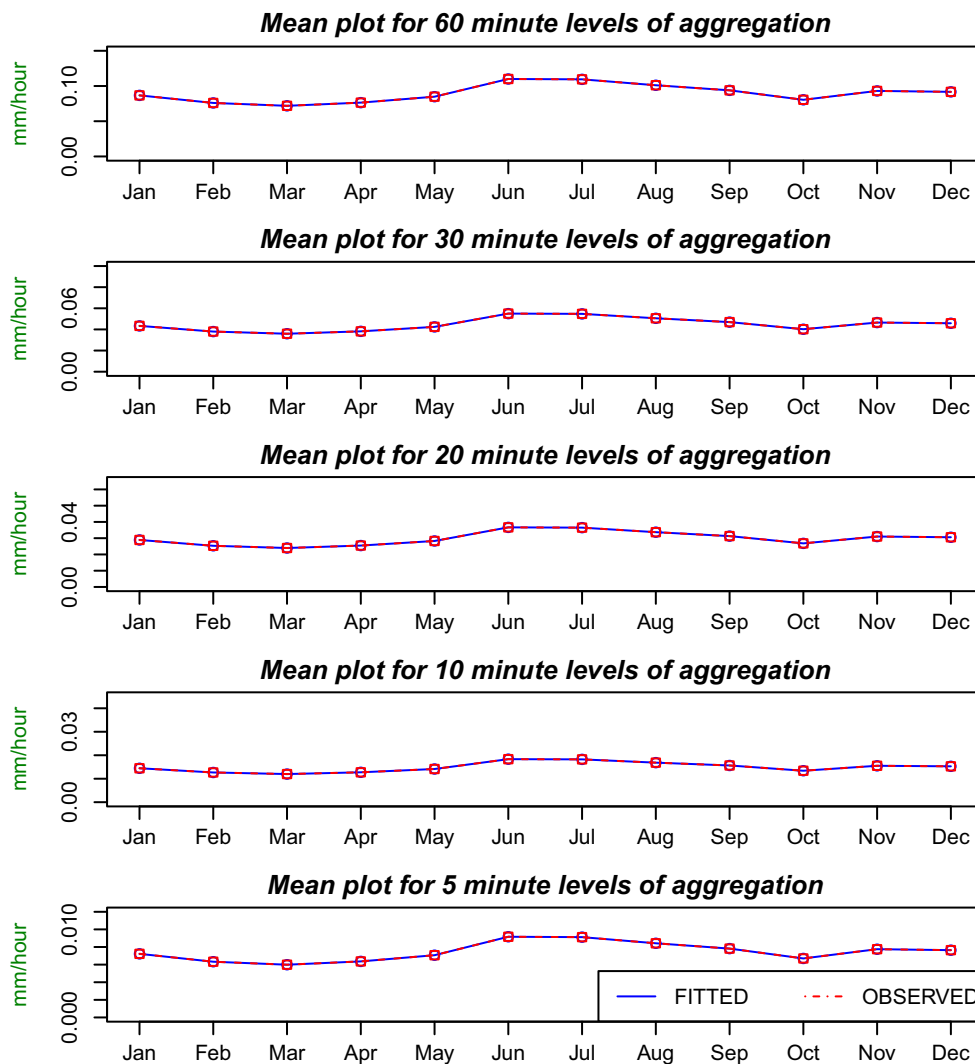 Mean plot for 60 minute levels of aggregation
mm/hour
0.10
0.00
Jan Feb Mar Apr May Jun Jul Aug Sep Oct Nov Dec
Mean plot for 30 minute levels of aggregation
mm/hour
0.06
0.00
Jan Feb Mar Apr May Jun Jul Aug Sep Oct Nov Dec
Mean plot for 20 minute levels of aggregation
mm/hour
0.04
0.00
Jan Feb Mar Apr May Jun Jul Aug Sep Oct Nov Dec
Mean plot for 10 minute levels of aggregation
mm/hour
0.03
0.00
Jan Feb Mar Apr May Jun Jul Aug Sep Oct Nov Dec
Mean plot for 5 minute levels of aggregation
mm/hour
0.010
0.000
FITTED OBSERVED
Jan Feb Mar Apr May Jun Jul Aug Sep Oct Nov Dec